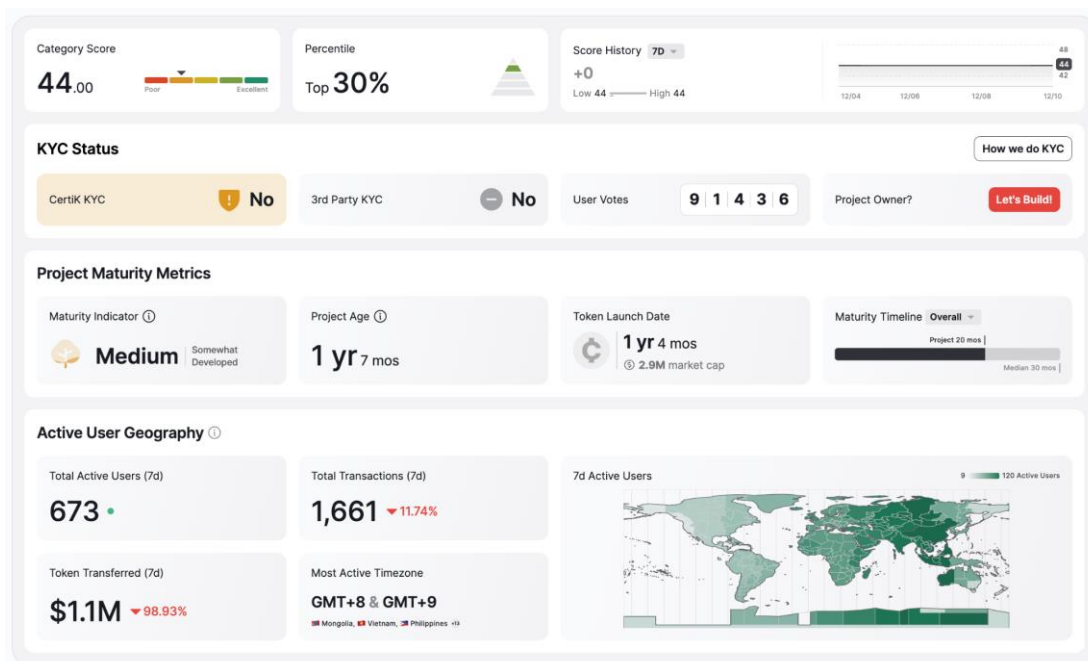 Category Score
44.00
Poor
Excellent
Percentile
Top 30%
Score History 7D
+0
Low 44 High 44
48
44
42
12/04 12/06 12/08 12/10
KYC Status
How we do KYC
CertiK KYC
No
3rd Party KYC
No
User Votes
9 1 4 3 6
Project Owner?
Let's Build!
Project Maturity Metrics
Maturity Indicator
Medium
Somewhat
Developed
Project Age
1 yr 7 mos
Token Launch Date
1 yr 4 mos
2.9M market cap
Maturity Timeline Overall
Project 20 mos
Median 30 mos
Active User Geography
Total Active Users (7d)
673
Total Transactions (7d)
1,661 11.74%
7d Active Users
9 120 Active Users
Token Transferred (7d)
$1.1M 98.93%
Most Active Timezone
GMT+8 & GMT+9
Mongolia, Vietnam, Philippines